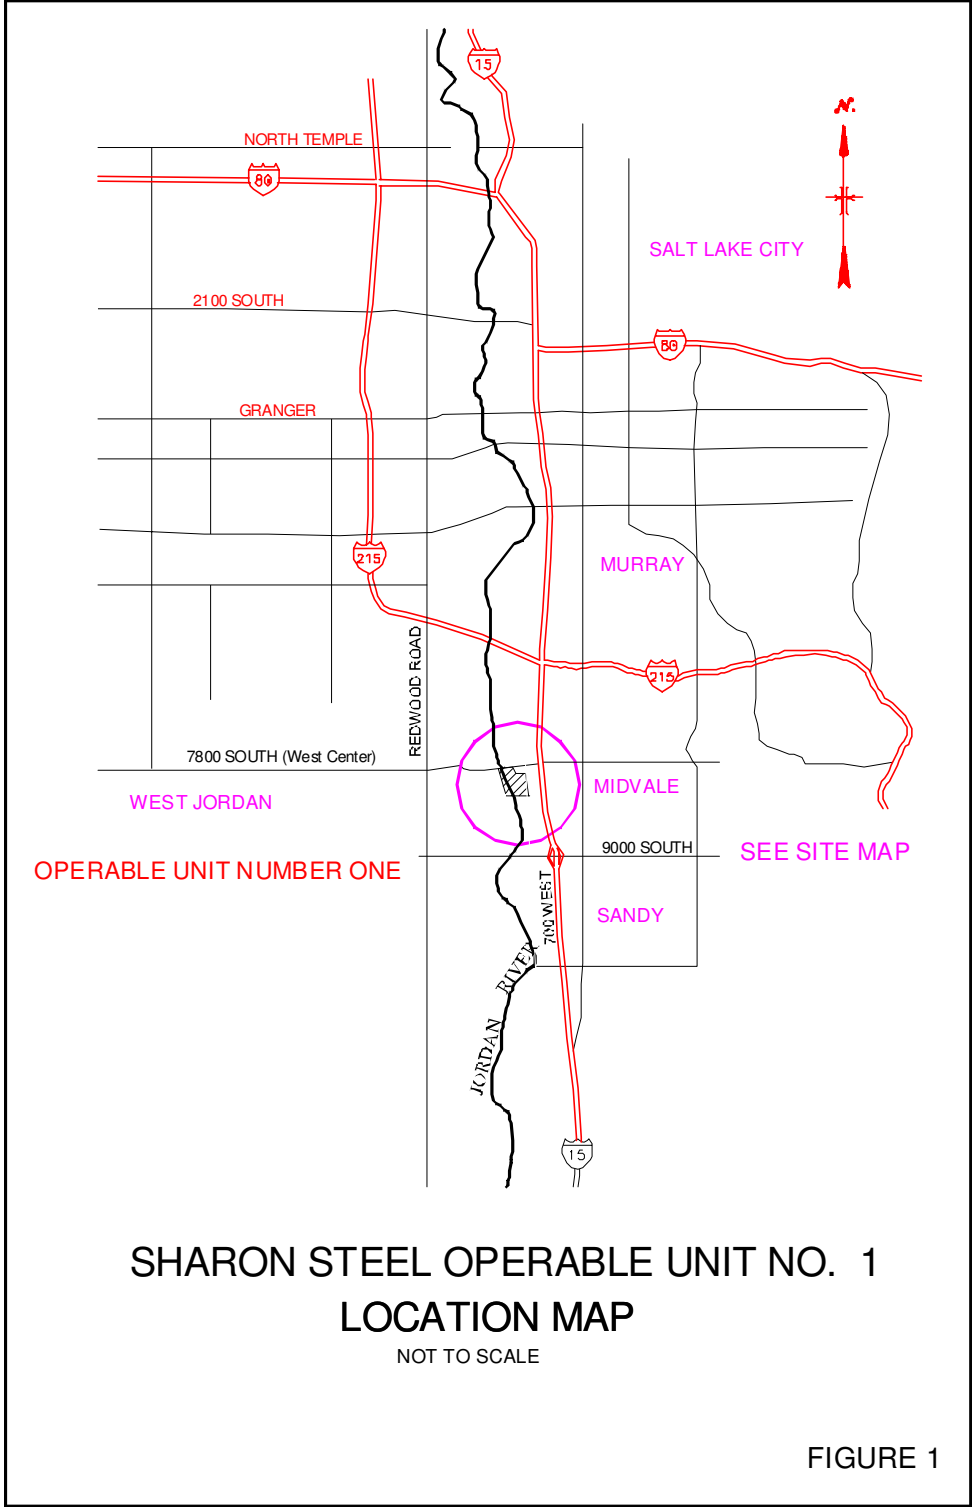 15
N.
NORTH TEMPLE
80
SALT LAKE CITY
2100 SOUTH
80
GRANGER
215
MURRAY
REDWOOD ROAD
215
7800 SOUTH (West Center)
MIDVALE
WEST JORDAN
9000 SOUTH
SEE SITE MAP
OPERABLE UNIT NUMBER ONE
700 WEST
SANDY
JORDAN RIVER
15
SHARON STEEL OPERABLE UNIT NO. 1
LOCATION MAP
NOT TO SCALE
FIGURE 1